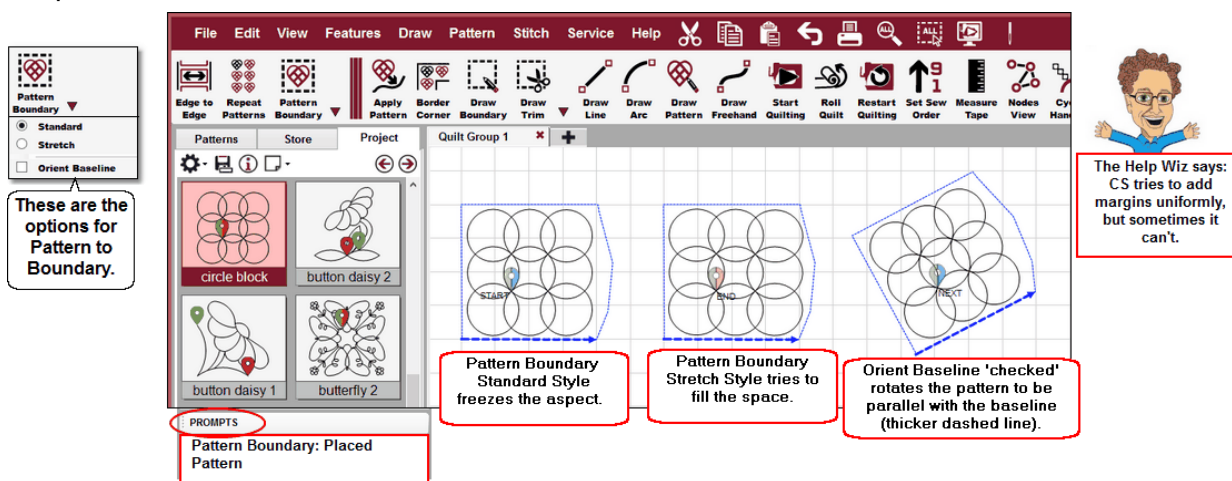 File Edit View Features Draw Pattern Stitch Service Help
ALL
ALL
Edge to Edge
Repeat Patterns
Pattern Boundary
Apply Pattern
Border Corner
Draw Boundary
Draw Trim
Draw Line
Draw Arc
Draw Pattern
Draw Freehand
Start Quilting
Roll Quilt
Restart Quilting
9
1
Set Sew Order
Measure Tape
Nodes View
Pattern
Boundary
Standard
Stretch
Orient Baseline
These are the
options for
Pattern to
Boundary.
Patterns Store Project
Quilt Group 1
circle block
button daisy 2
button daisy 1
butterfly 2
START
END
NEXT
Pattern Boundary
Standard Style
freezes the aspect.
Pattern Boundary
Stretch Style tries to
fill the space.
Orient Baseline 'checked'
rotates the pattern to be
parallel with the baseline
(thicker dashed line).
The Help Wiz says:
CS tries to add
margins uniformly,
but sometimes it
can't.
PROMPTS
Pattern Boundary: Placed
Pattern